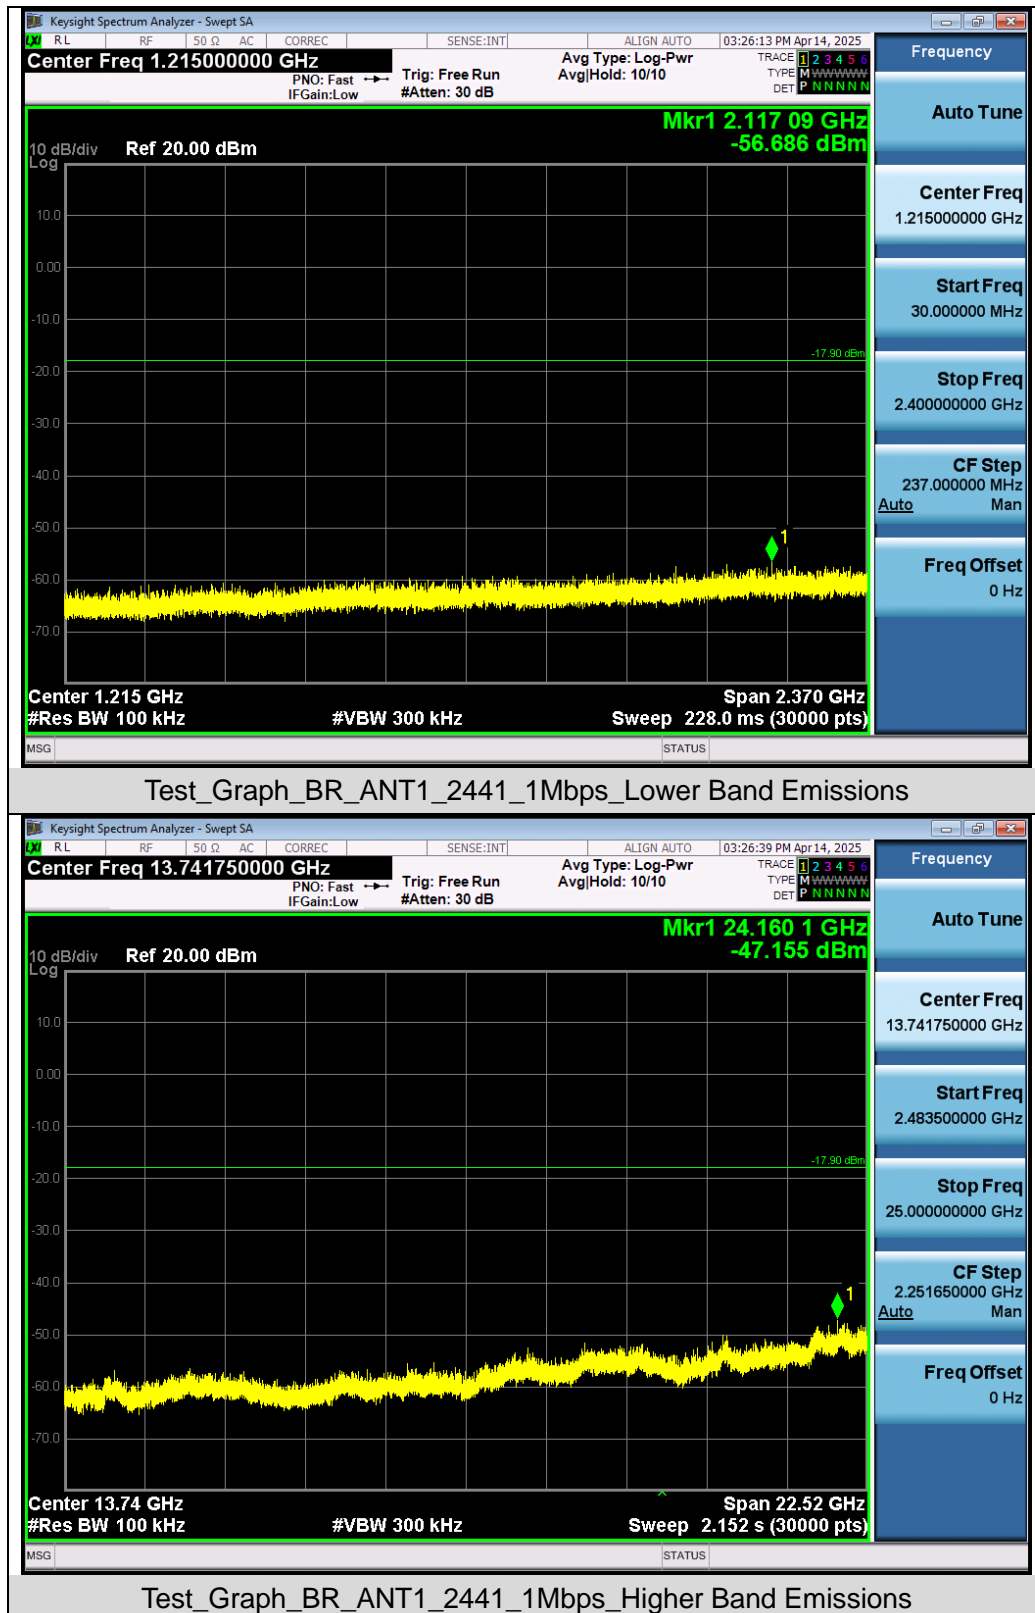 Keysight Spectrum Analyzer - Swept SA
LXI RL RF 50 Ω AC CORREC SENSE:INT ALIGN AUTO 03:26:13 PM Apr 14, 2025
Center Freq 1.215000000 GHz
PNO: Fast
IFGain:Low
Trig: Free Run
#Atten: 30 dB
Avg Type: Log-Pwr
Avg|Hold: 10/10
TRACE 1 2 3 4 5 6
TYPE M WWWWW
DET P N N N N N
Mkr1 2.117 09 GHz
-56.686 dBm
10 dB/div
Log
Ref 20.00 dBm
10.0
0.00
-10.0
-17.90 dBm
-20.0
-30.0
-40.0
-50.0
1
-60.0
-70.0
Center 1.215 GHz
Span 2.370 GHz
#Res BW 100 kHz
#VBW 300 kHz
Sweep 228.0 ms (30000 pts)
MSG
STATUS
Frequency
Auto Tune
Center Freq
1.215000000 GHz
Start Freq
30.000000 MHz
Stop Freq
2.400000000 GHz
CF Step
237.000000 MHz
Auto Man
Freq Offset
0 Hz
Test_Graph_BR_ANT1_2441_1Mbps_Lower Band Emissions
Keysight Spectrum Analyzer - Swept SA
LXI RL RF 50 Ω AC CORREC SENSE:INT ALIGN AUTO 03:26:39 PM Apr 14, 2025
Center Freq 13.741750000 GHz
PNO: Fast
IFGain:Low
Trig: Free Run
#Atten: 30 dB
Avg Type: Log-Pwr
Avg|Hold: 10/10
TRACE 1 2 3 4 5 6
TYPE M WWWWW
DET P N N N N N
Mkr1 24.160 1 GHz
-47.155 dBm
10 dB/div
Log
Ref 20.00 dBm
10.0
0.00
-10.0
-17.90 dBm
-20.0
-30.0
-40.0
1
-50.0
-60.0
-70.0
Center 13.74 GHz
Span 22.52 GHz
#Res BW 100 kHz
#VBW 300 kHz
Sweep 2.152 s (30000 pts)
MSG
STATUS
Frequency
Auto Tune
Center Freq
13.741750000 GHz
Start Freq
2.483500000 GHz
Stop Freq
25.000000000 GHz
CF Step
2.251650000 GHz
Auto Man
Freq Offset
0 Hz
Test_Graph_BR_ANT1_2441_1Mbps_Higher Band Emissions